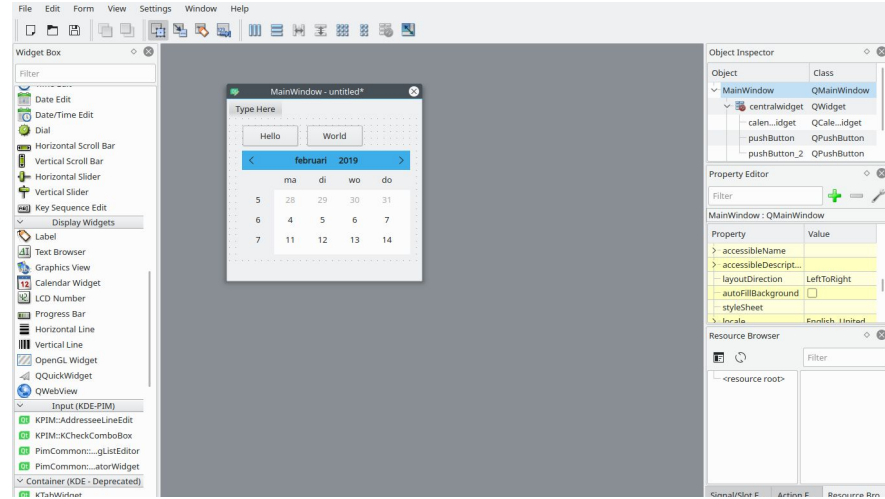 File Edit Form View Settings Window Help
Widget Box
Filter
Date Edit
Date/Time Edit
Dial
Horizontal Scroll Bar
Vertical Scroll Bar
Horizontal Slider
Vertical Slider
Key Sequence Edit
Display Widgets
Label
Text Browser
Graphics View
Calendar Widget
LCD Number
Progress Bar
Horizontal Line
Vertical Line
OpenGL Widget
QQuickWidget
QWebView
Input (KDE-PIM)
KPIM::AddresseeLineEdit
KPIM::KCheckComboBox
PimCommon::...gListEditor
PimCommon:...atorWidget
Container (KDE - Deprecated)
KTabWidget
MainWindow - untitled*
Type Here
Hello World
februari 2019
ma di wo do
5 28 29 30 31
6 4 5 6 7
7 11 12 13 14
Object Inspector
Filter
Object Class
MainWindow QMainWindow
centralwidget QWidget
calen...idget QCale...idget
pushButton QPushButton
pushButton_2 QPushButton
Property Editor
Filter
MainWindow : QMainWindow
Property Value
accessibleName
accessibleDescript...
layoutDirection LeftToRight
autoFillBackground
styleSheet
locale English, United
Resource Browser
Filter
<resource root>
Signal/Slot E... Action E... Resource Bro...